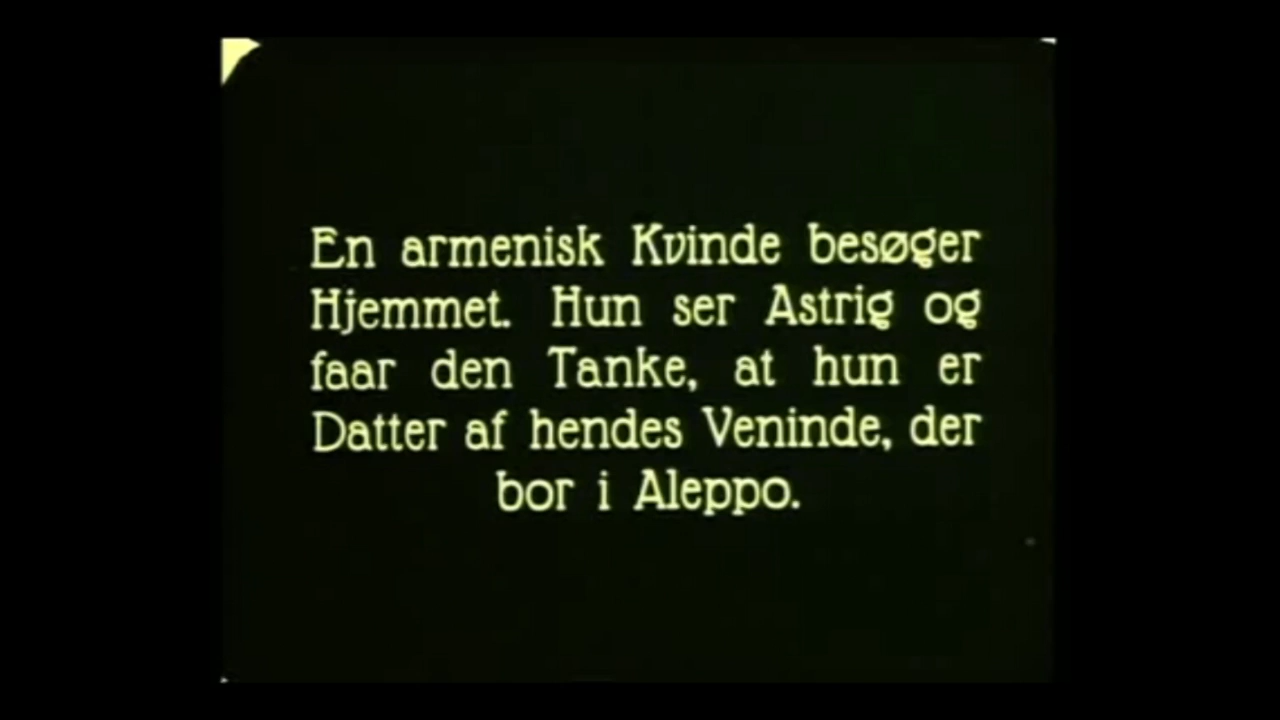 En armenisk Kvinde besøger
Hjemmet. Hun ser Astrig og
faar den Tanke, at hun er
Datter af hendes Veninde, der
bor i Aleppo.